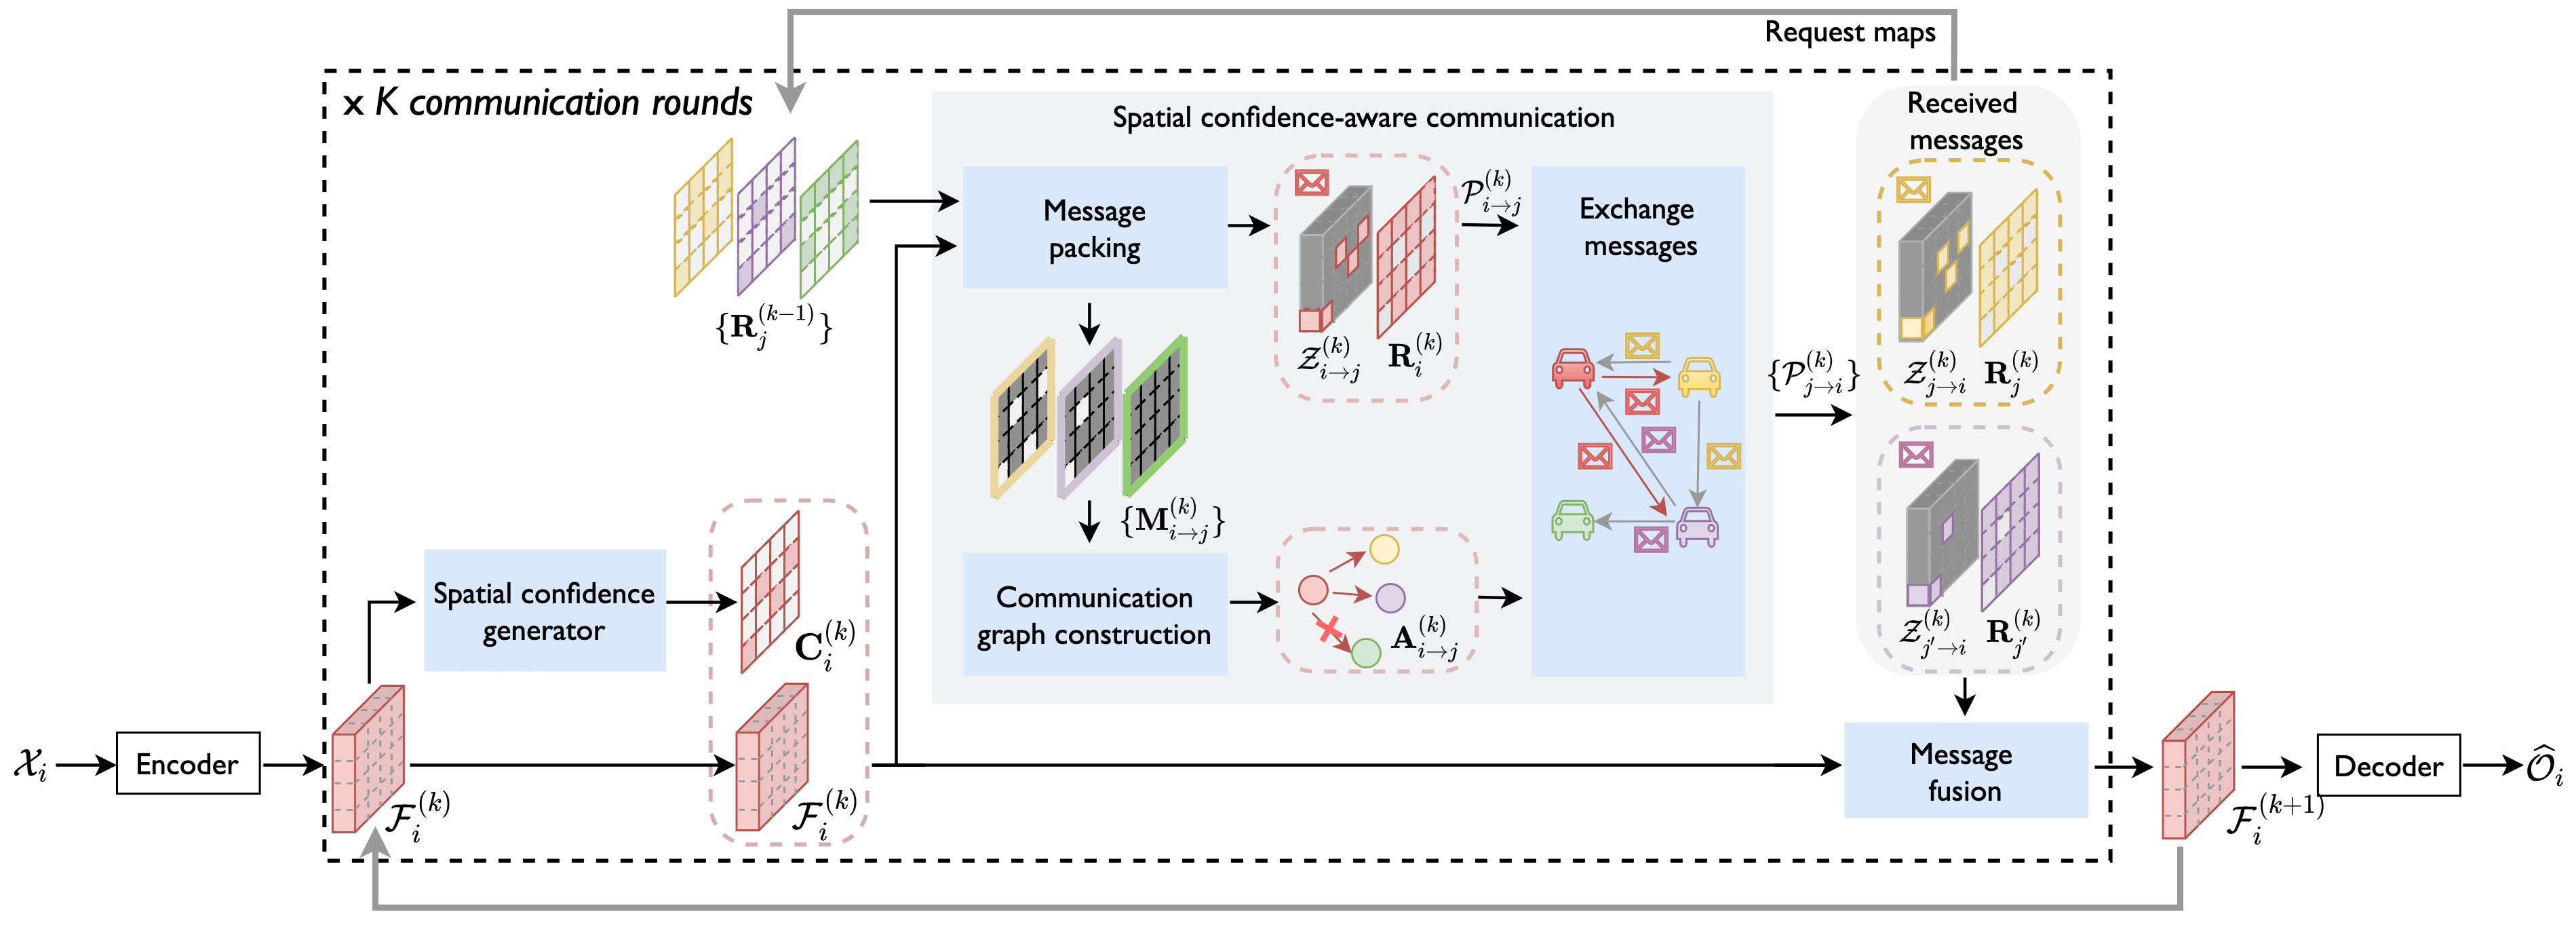 Request maps
x K communication rounds
Spatial confidence-aware communication
Received
messages
Message
packing
Exchange
messages
$\mathcal{P}_{i \to j}^{(k)}$
$\{\mathbf{R}_j^{(k-1)}\}$
$\mathcal{Z}_{i \to j}^{(k)}$ $\mathbf{R}_i^{(k)}$
$\{\mathcal{P}_{j \to i}^{(k)}\}$
$\mathcal{Z}_{j \to i}^{(k)}$ $\mathbf{R}_j^{(k)}$
$\{\mathbf{M}_{i \to j}^{(k)}\}$
Spatial confidence
generator
$\mathbf{C}_i^{(k)}$
Communication
graph construction
$\mathbf{A}_{i \to j}^{(k)}$
$\mathcal{Z}_{j' \to i}^{(k)}$ $\mathbf{R}_{j'}^{(k)}$
$\mathcal{X}_i$
Encoder
$\mathcal{F}_i^{(k)}$
$\mathcal{F}_i^{(k)}$
Message
fusion
$\mathcal{F}_i^{(k+1)}$
Decoder
$\widehat{\mathcal{O}}_i$